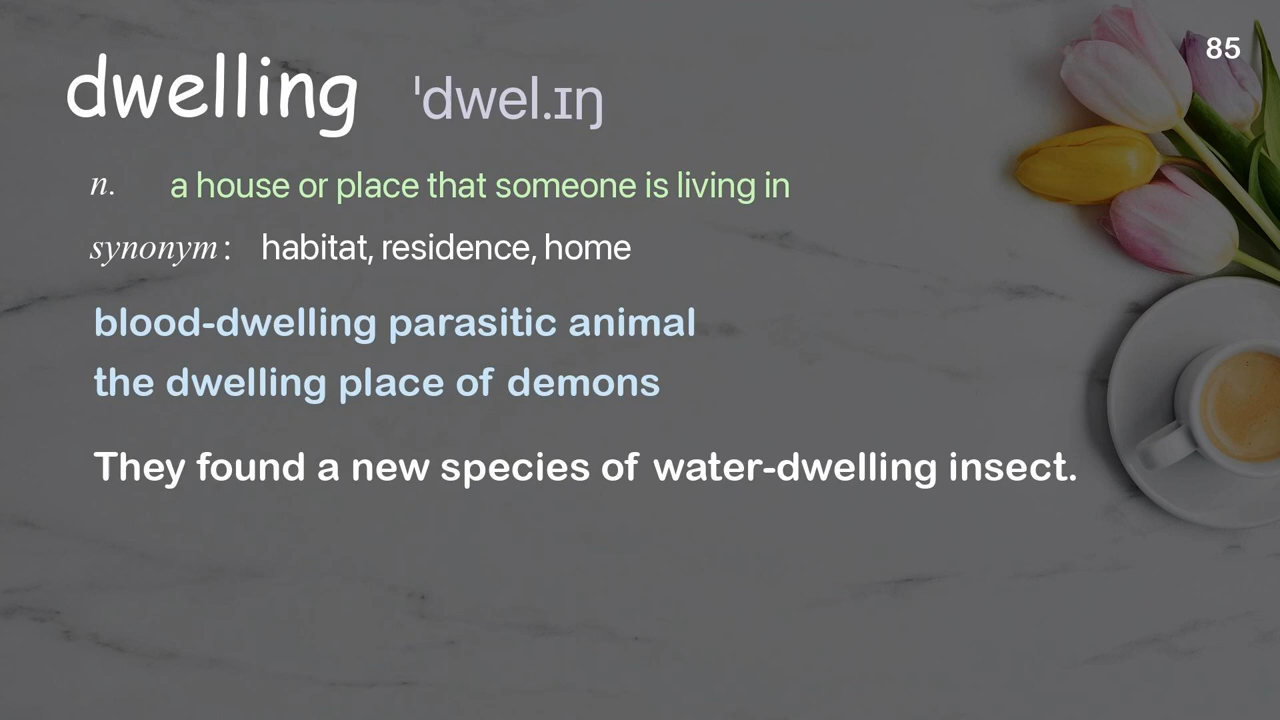 85
dwelling ˈdwel.ɪŋ
n. a house or place that someone is living in
synonym: habitat, residence, home
blood-dwelling parasitic animal
the dwelling place of demons
They found a new species of water-dwelling insect.